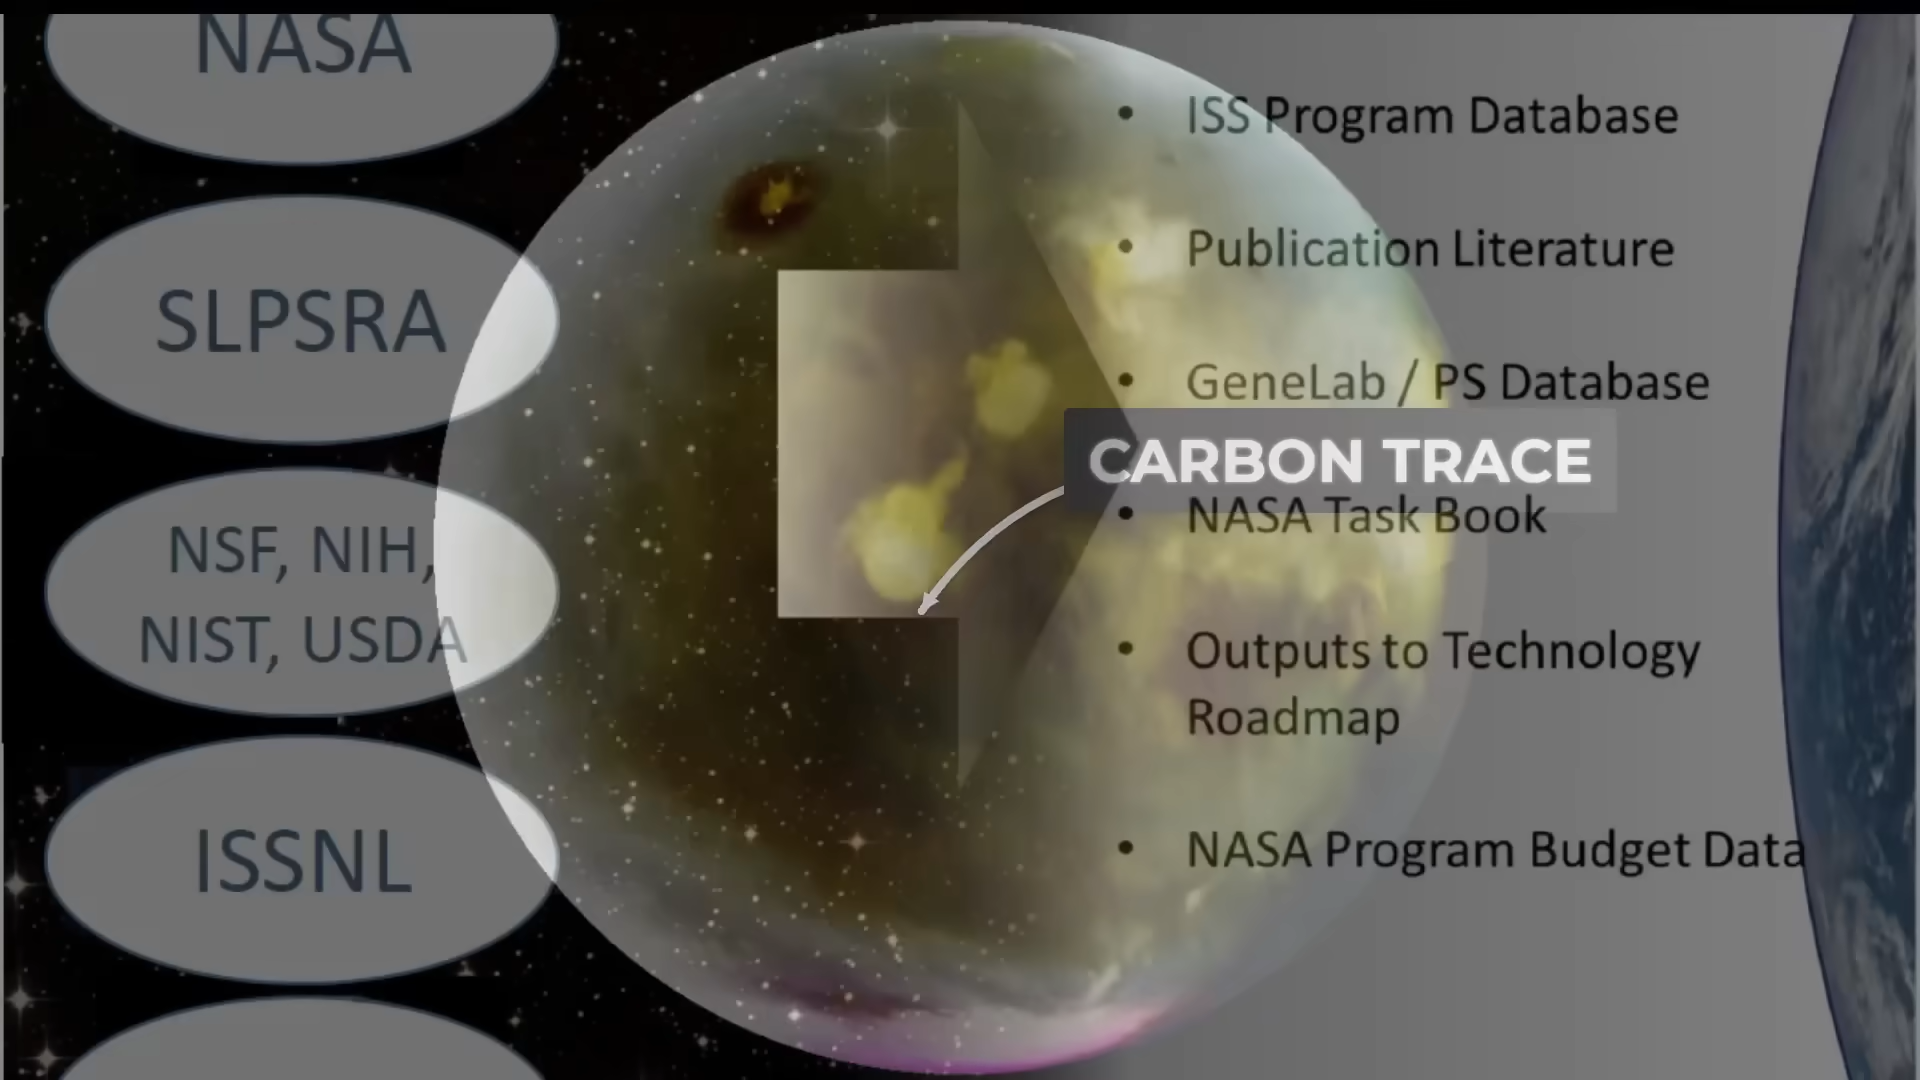 NASA
SLPSRA
NSF, NIH,
NIST, USDA
ISSNL
• ISS Program Database
• Publication Literature
• GeneLab / PS Database
CARBON TRACE
• NASA Task Book
• Outputs to Technology
Roadmap
• NASA Program Budget Data